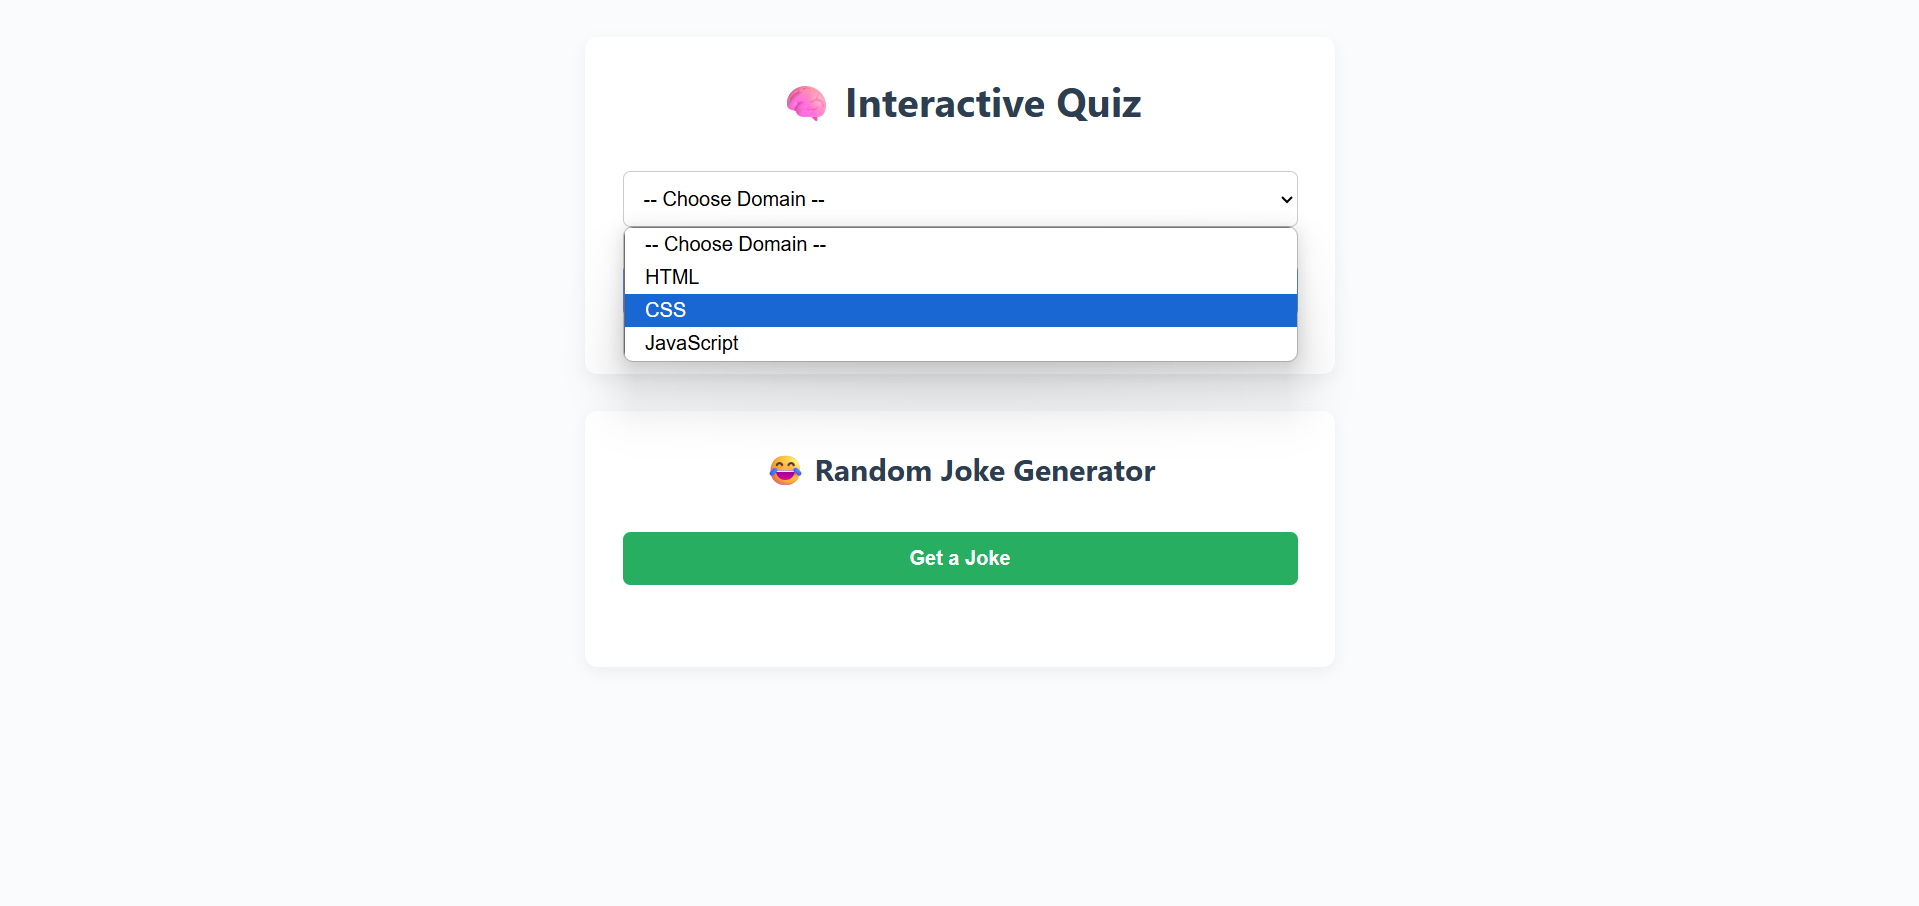 Interactive Quiz
-- Choose Domain --
-- Choose Domain --
HTML
CSS
JavaScript
Random Joke Generator
Get a Joke